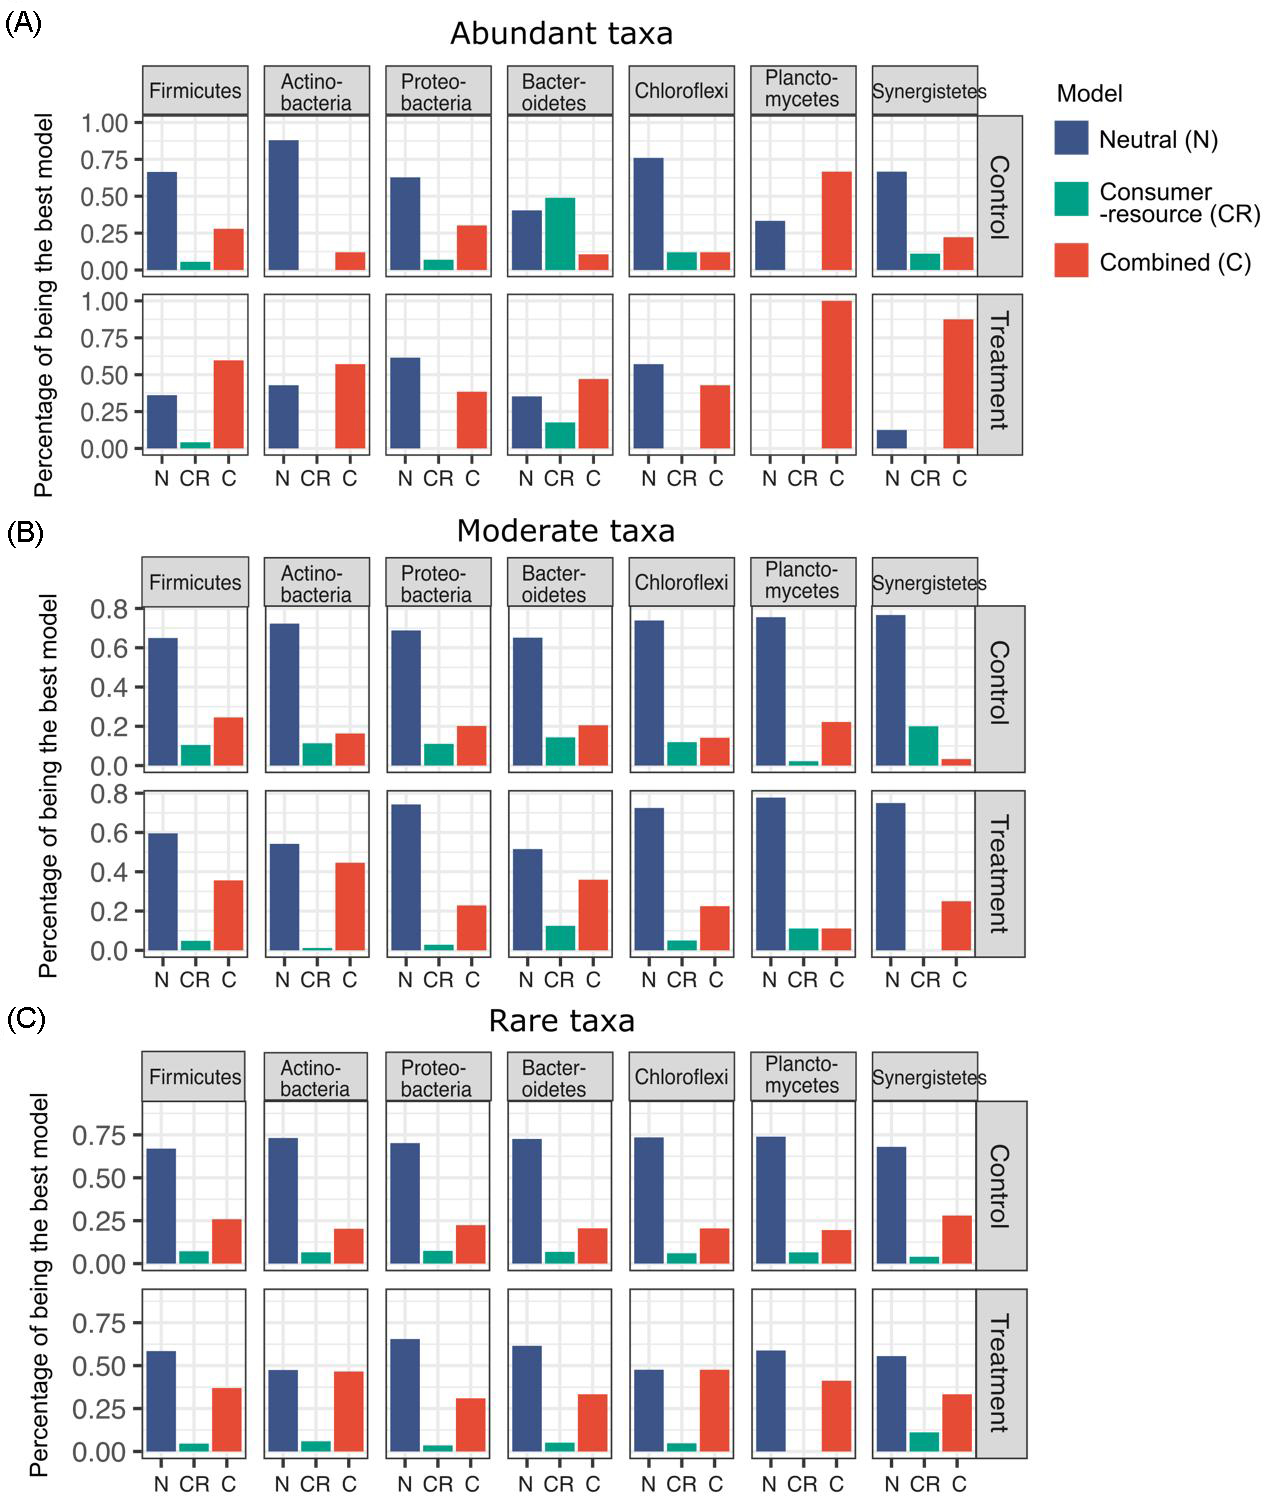 (A)
Abundant taxa
Firmicutes
Actino-
bacteria
Proteo-
bacteria
Bacter-
oidetes
Chloroflexi
Plancto-
mycetes
Synergistetes
Percentage of being the best model
1.00
0.75
0.50
0.25
0.00
Control
1.00
0.75
0.50
0.25
0.00
Treatment
N CR C N CR C N CR C N CR C N CR C N CR C N CR C
Model
Neutral (N)
Consumer
-resource (CR)
Combined (C)
(B)
Moderate taxa
Firmicutes
Actino-
bacteria
Proteo-
bacteria
Bacter-
oidetes
Chloroflexi
Plancto-
mycetes
Synergistetes
Percentage of being the best model
0.8
0.6
0.4
0.2
0.0
Control
0.8
0.6
0.4
0.2
0.0
Treatment
N CR C N CR C N CR C N CR C N CR C N CR C N CR C
(C)
Rare taxa
Firmicutes
Actino-
bacteria
Proteo-
bacteria
Bacter-
oidetes
Chloroflexi
Plancto-
mycetes
Synergistetes
Percentage of being the best model
0.75
0.50
0.25
0.00
Control
0.75
0.50
0.25
0.00
Treatment
N CR C N CR C N CR C N CR C N CR C N CR C N CR C